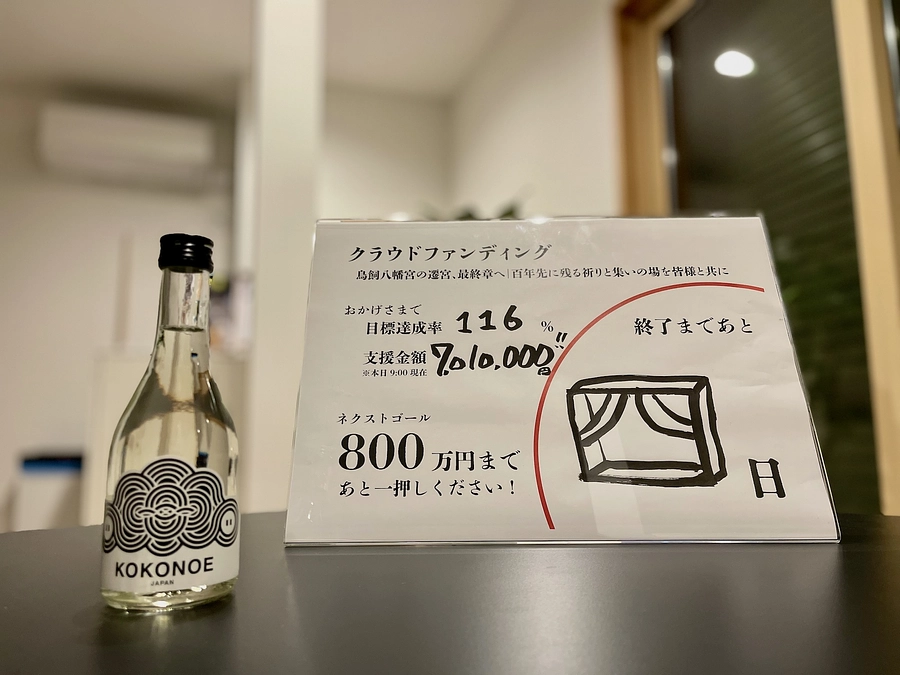 クラウドファンディング
鳥飼八幡宮の遷宮、最終章へ|百年先に残る祈りと集いの場を皆様と共に
おかげさまで
目標達成率 116 %
支援金額 7,010,000円!!
※本日 9:00 現在
ネクストゴール
800 万円まで
あと一押しください！
終了まであと
四
日
KOKONOE
JAPAN